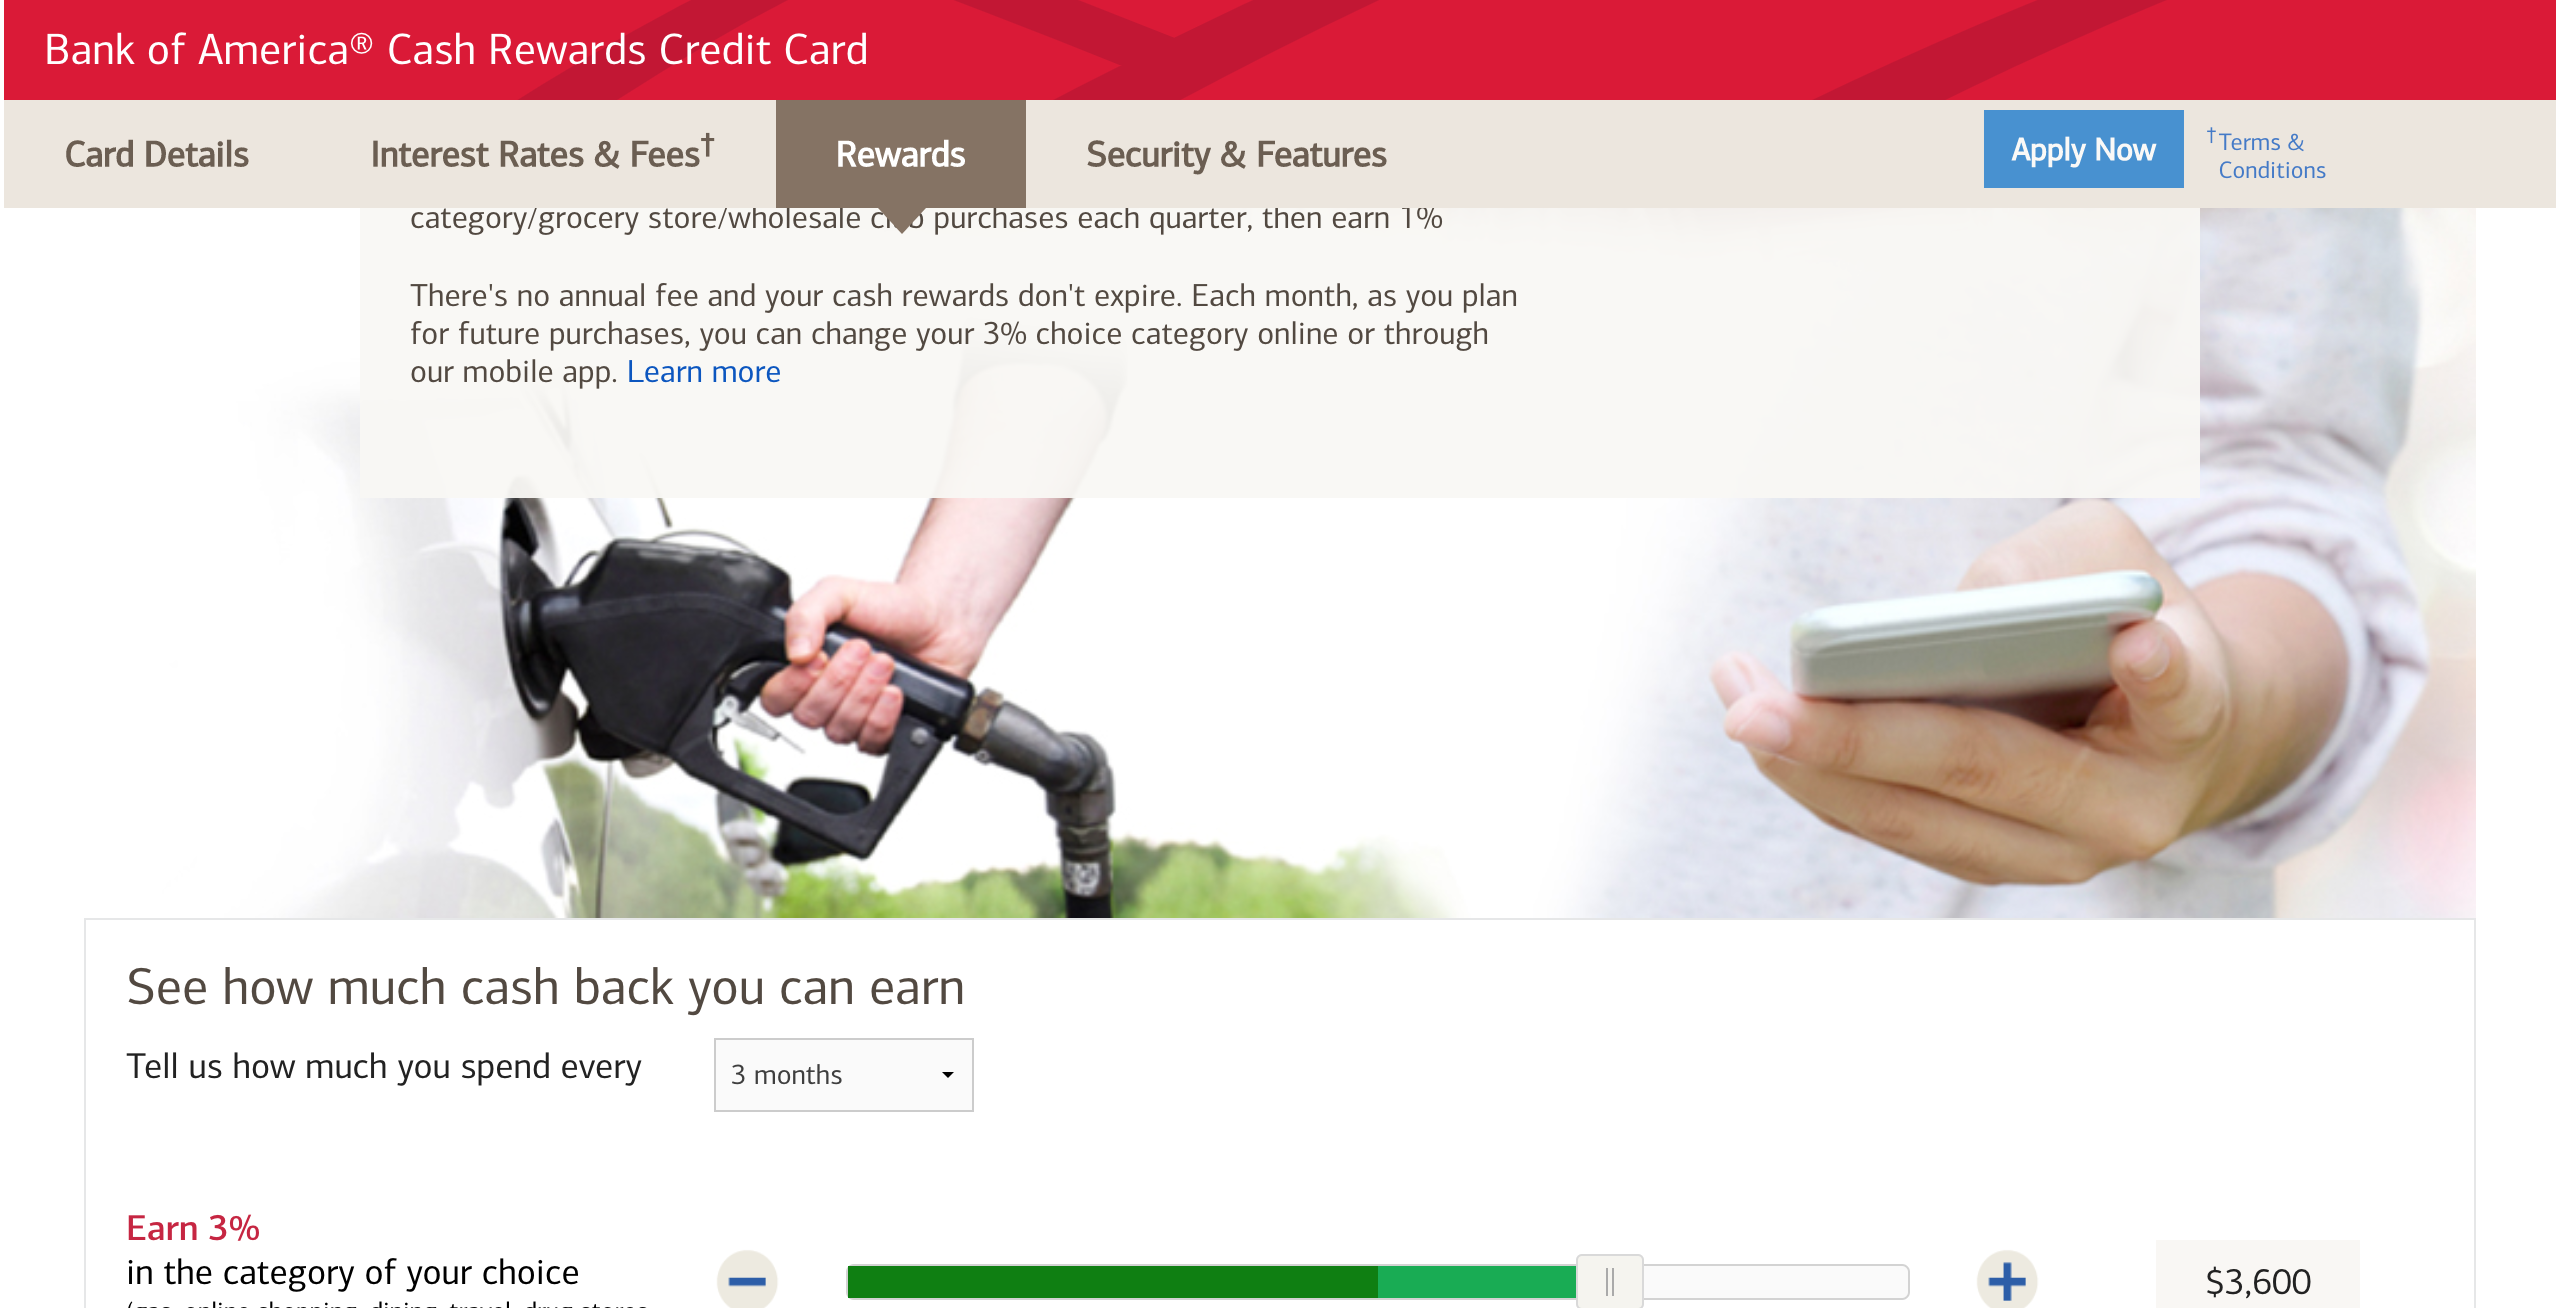 Bank of America® Cash Rewards Credit Card
Card Details
Interest Rates & Fees†
Rewards
Security & Features
Apply Now
†Terms &
Conditions
category/grocery store/wholesale purchases each quarter, then earn 1%
There's no annual fee and your cash rewards don't expire. Each month, as you plan
for future purchases, you can change your 3% choice category online or through
our mobile app. Learn more
See how much cash back you can earn
Tell us how much you spend every
3 months
Earn 3%
in the category of your choice
$3,600